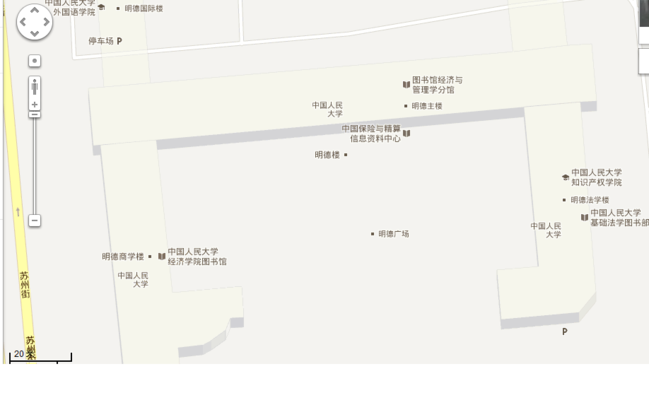 中国人民大学
外国语学院
明德国际楼
停车场 P
图书馆经济与
管理学分馆
中国人民
大学
明德主楼
中国保险与精算
信息资料中心
明德楼
中国人民大学
知识产权学院
明德法学楼
中国人民大学
基础法学图书部
中国人民
大学
明德广场
明德商学楼
中国人民大学
经济学院图书馆
中国人民
大学
苏州街
P
20